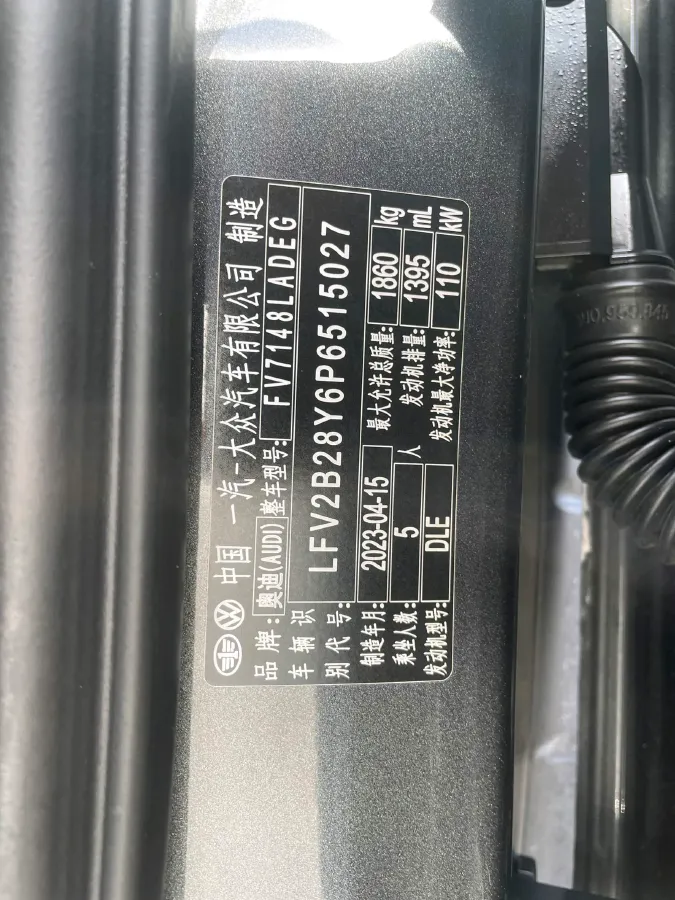 中国 一汽-大众汽车有限公司 制造
品牌:奥迪(AUDI) 整车型号: FV7148LADEG
车辆识别代号: LFV2B28Y6P6515027
制造年月: 2023-04-15 最大允许总质量: 1860 kg
乘坐人数: 5 人 发动机排量: 1395 mL
发动机型号: DLE 发动机最大净功率: 110 kW